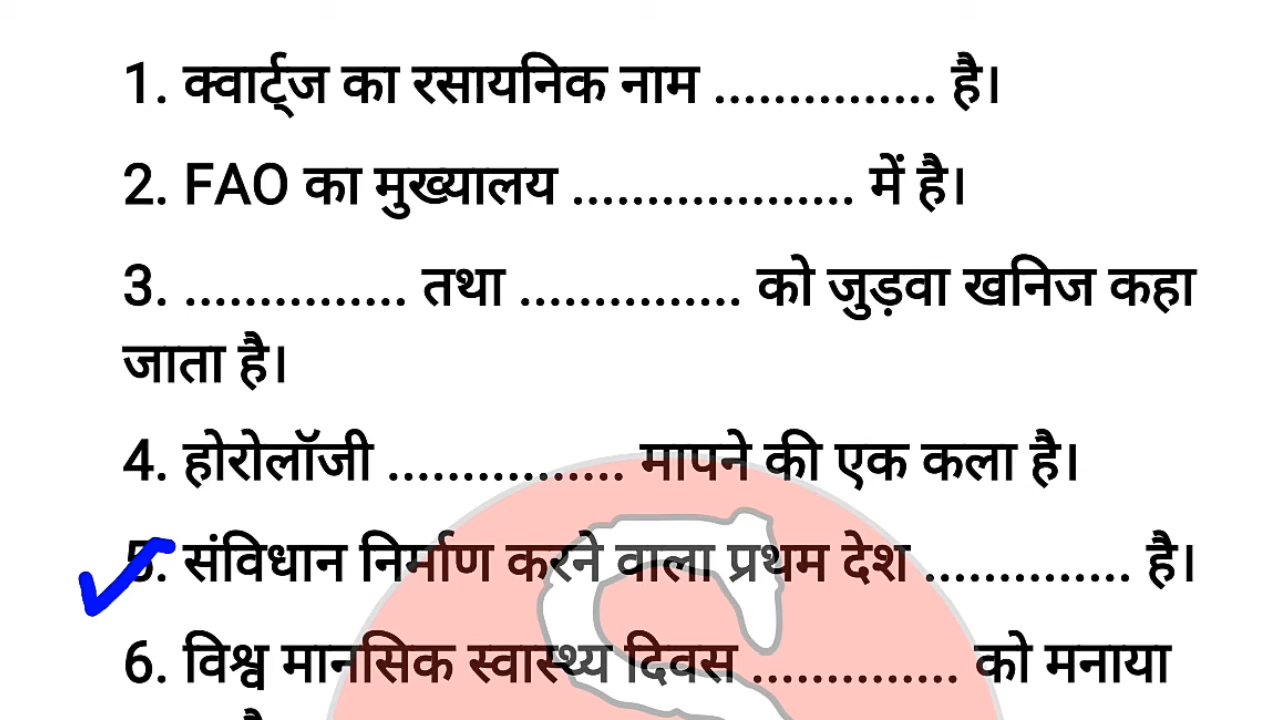 1. क्वार्ट्ज का रसायनिक नाम ............... है।
2. FAO का मुख्यालय ................... में है।
3. ............... तथा ............... को जुड़वा खनिज कहा
जाता है।
4. होरोलॉजी ................ मापने की एक कला है।
5. संविधान निर्माण करने वाला प्रथम देश .............. है।
6. विश्व मानसिक स्वास्थ्य दिवस .............. को मनाया